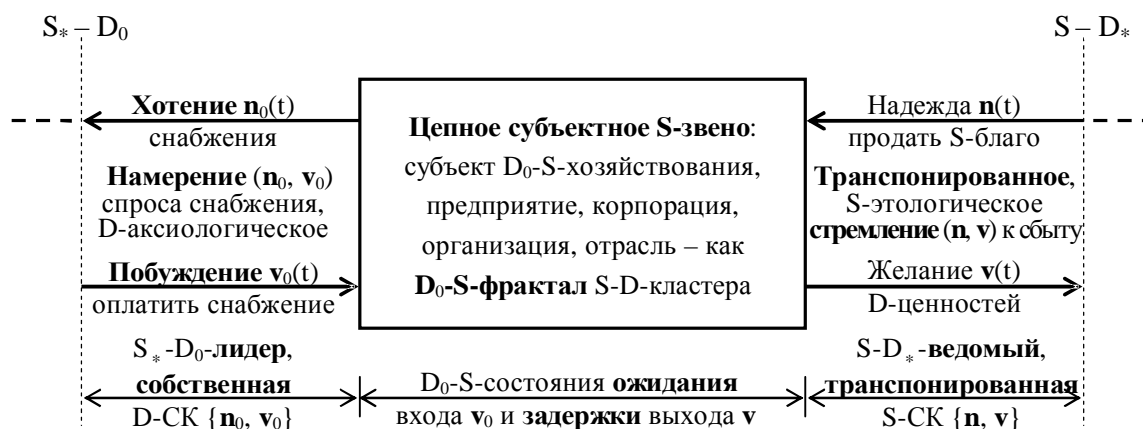 S* – D0
S – D*
Хотение n0(t)
снабжения
Намерение (n0, v0)
спроса снабжения,
D-аксиологическое
Побуждение v0(t)
оплатить снабжение
Цепное субъектное S-звено:
субъект D0-S-хозяйствования,
предприятие, корпорация,
организация, отрасль – как
D0-S-фрактал S-D-кластера
Надежда n(t)
продать S-благо
Транспонированное,
S-этологическое
стремление (n, v) к сбыту
Желание v(t)
D-ценностей
S*-D0-лидер,
собственная
D-СК {n0, v0}
D0-S-состояния ожидания
входа v0 и задержки выхода v
S-D*-ведомый,
транспонированная
S-СК {n, v}